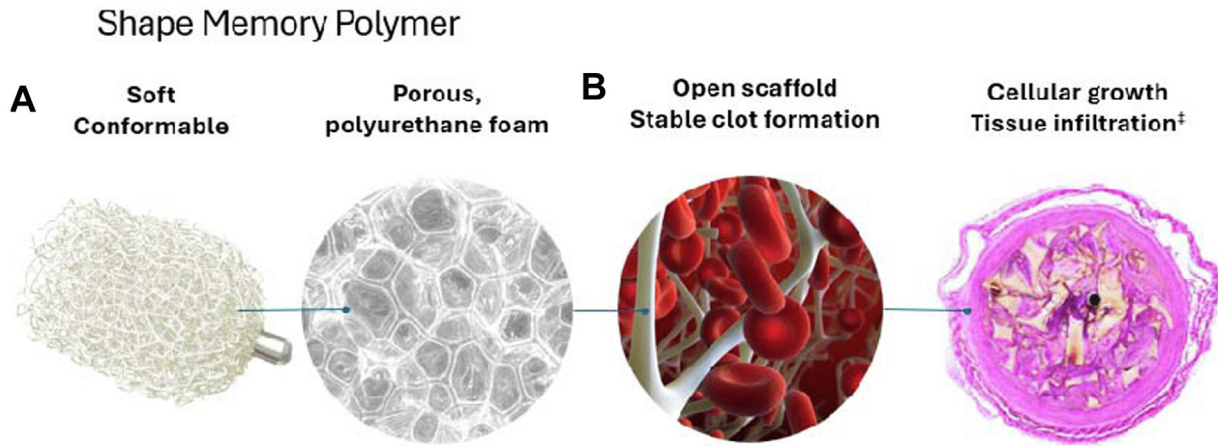 Shape Memory Polymer
A
Soft
Conformable
Porous,
polyurethane foam
B
Open scaffold
Stable clot formation
Cellular growth
Tissue infiltration‡